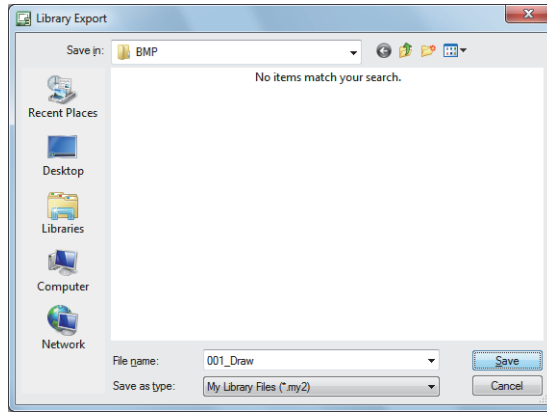 Library Export
Save in: BMP
No items match your search.
Recent Places
Desktop
Libraries
Computer
Network
File name: 001_Draw Save
Save as type: My Library Files (*.my2) Cancel